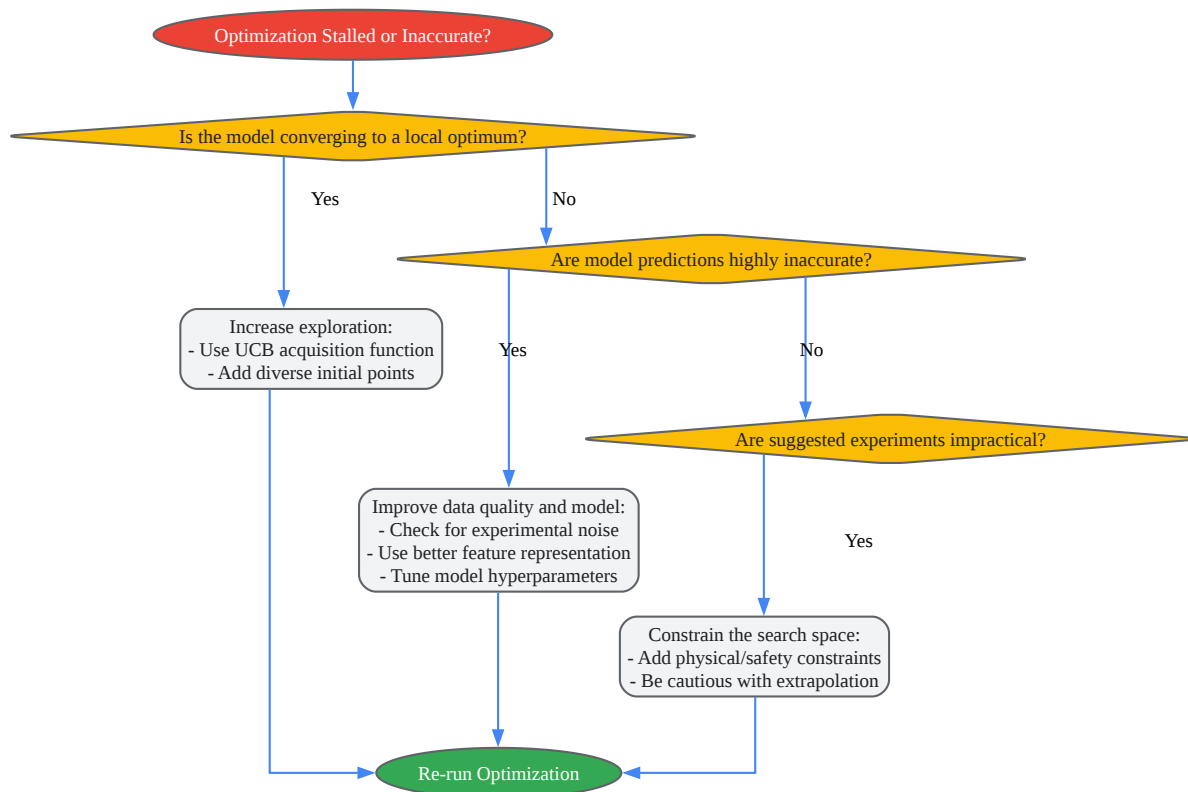 Optimization Stalled or Inaccurate?
Is the model converging to a local optimum?
Yes
No
Are model predictions highly inaccurate?
Increase exploration:
- Use UCB acquisition function
- Add diverse initial points
Yes
No
Are suggested experiments impractical?
Improve data quality and model:
- Check for experimental noise
- Use better feature representation
- Tune model hyperparameters
Yes
Constrain the search space:
- Add physical/safety constraints
- Be cautious with extrapolation
Re-run Optimization